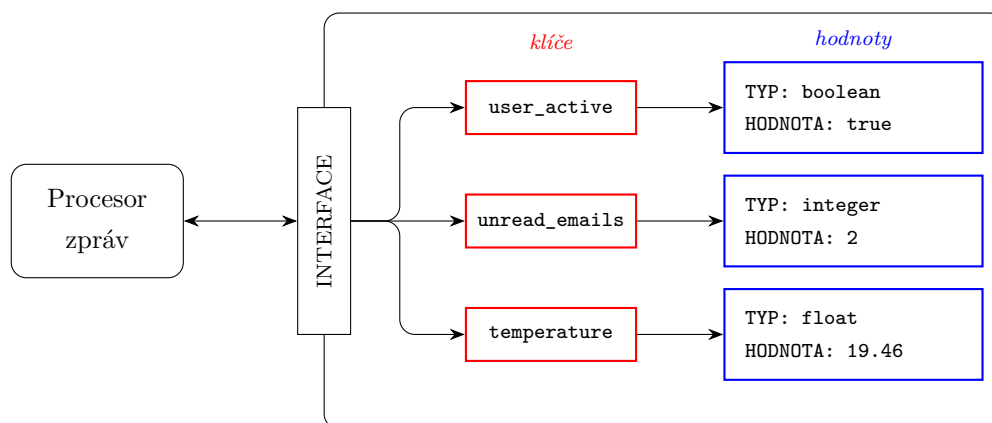 klíče
hodnoty
user_active
TYP: boolean
HODNOTA: true
Procesor
zpráv
INTERFACE
unread_emails
TYP: integer
HODNOTA: 2
temperature
TYP: float
HODNOTA: 19.46